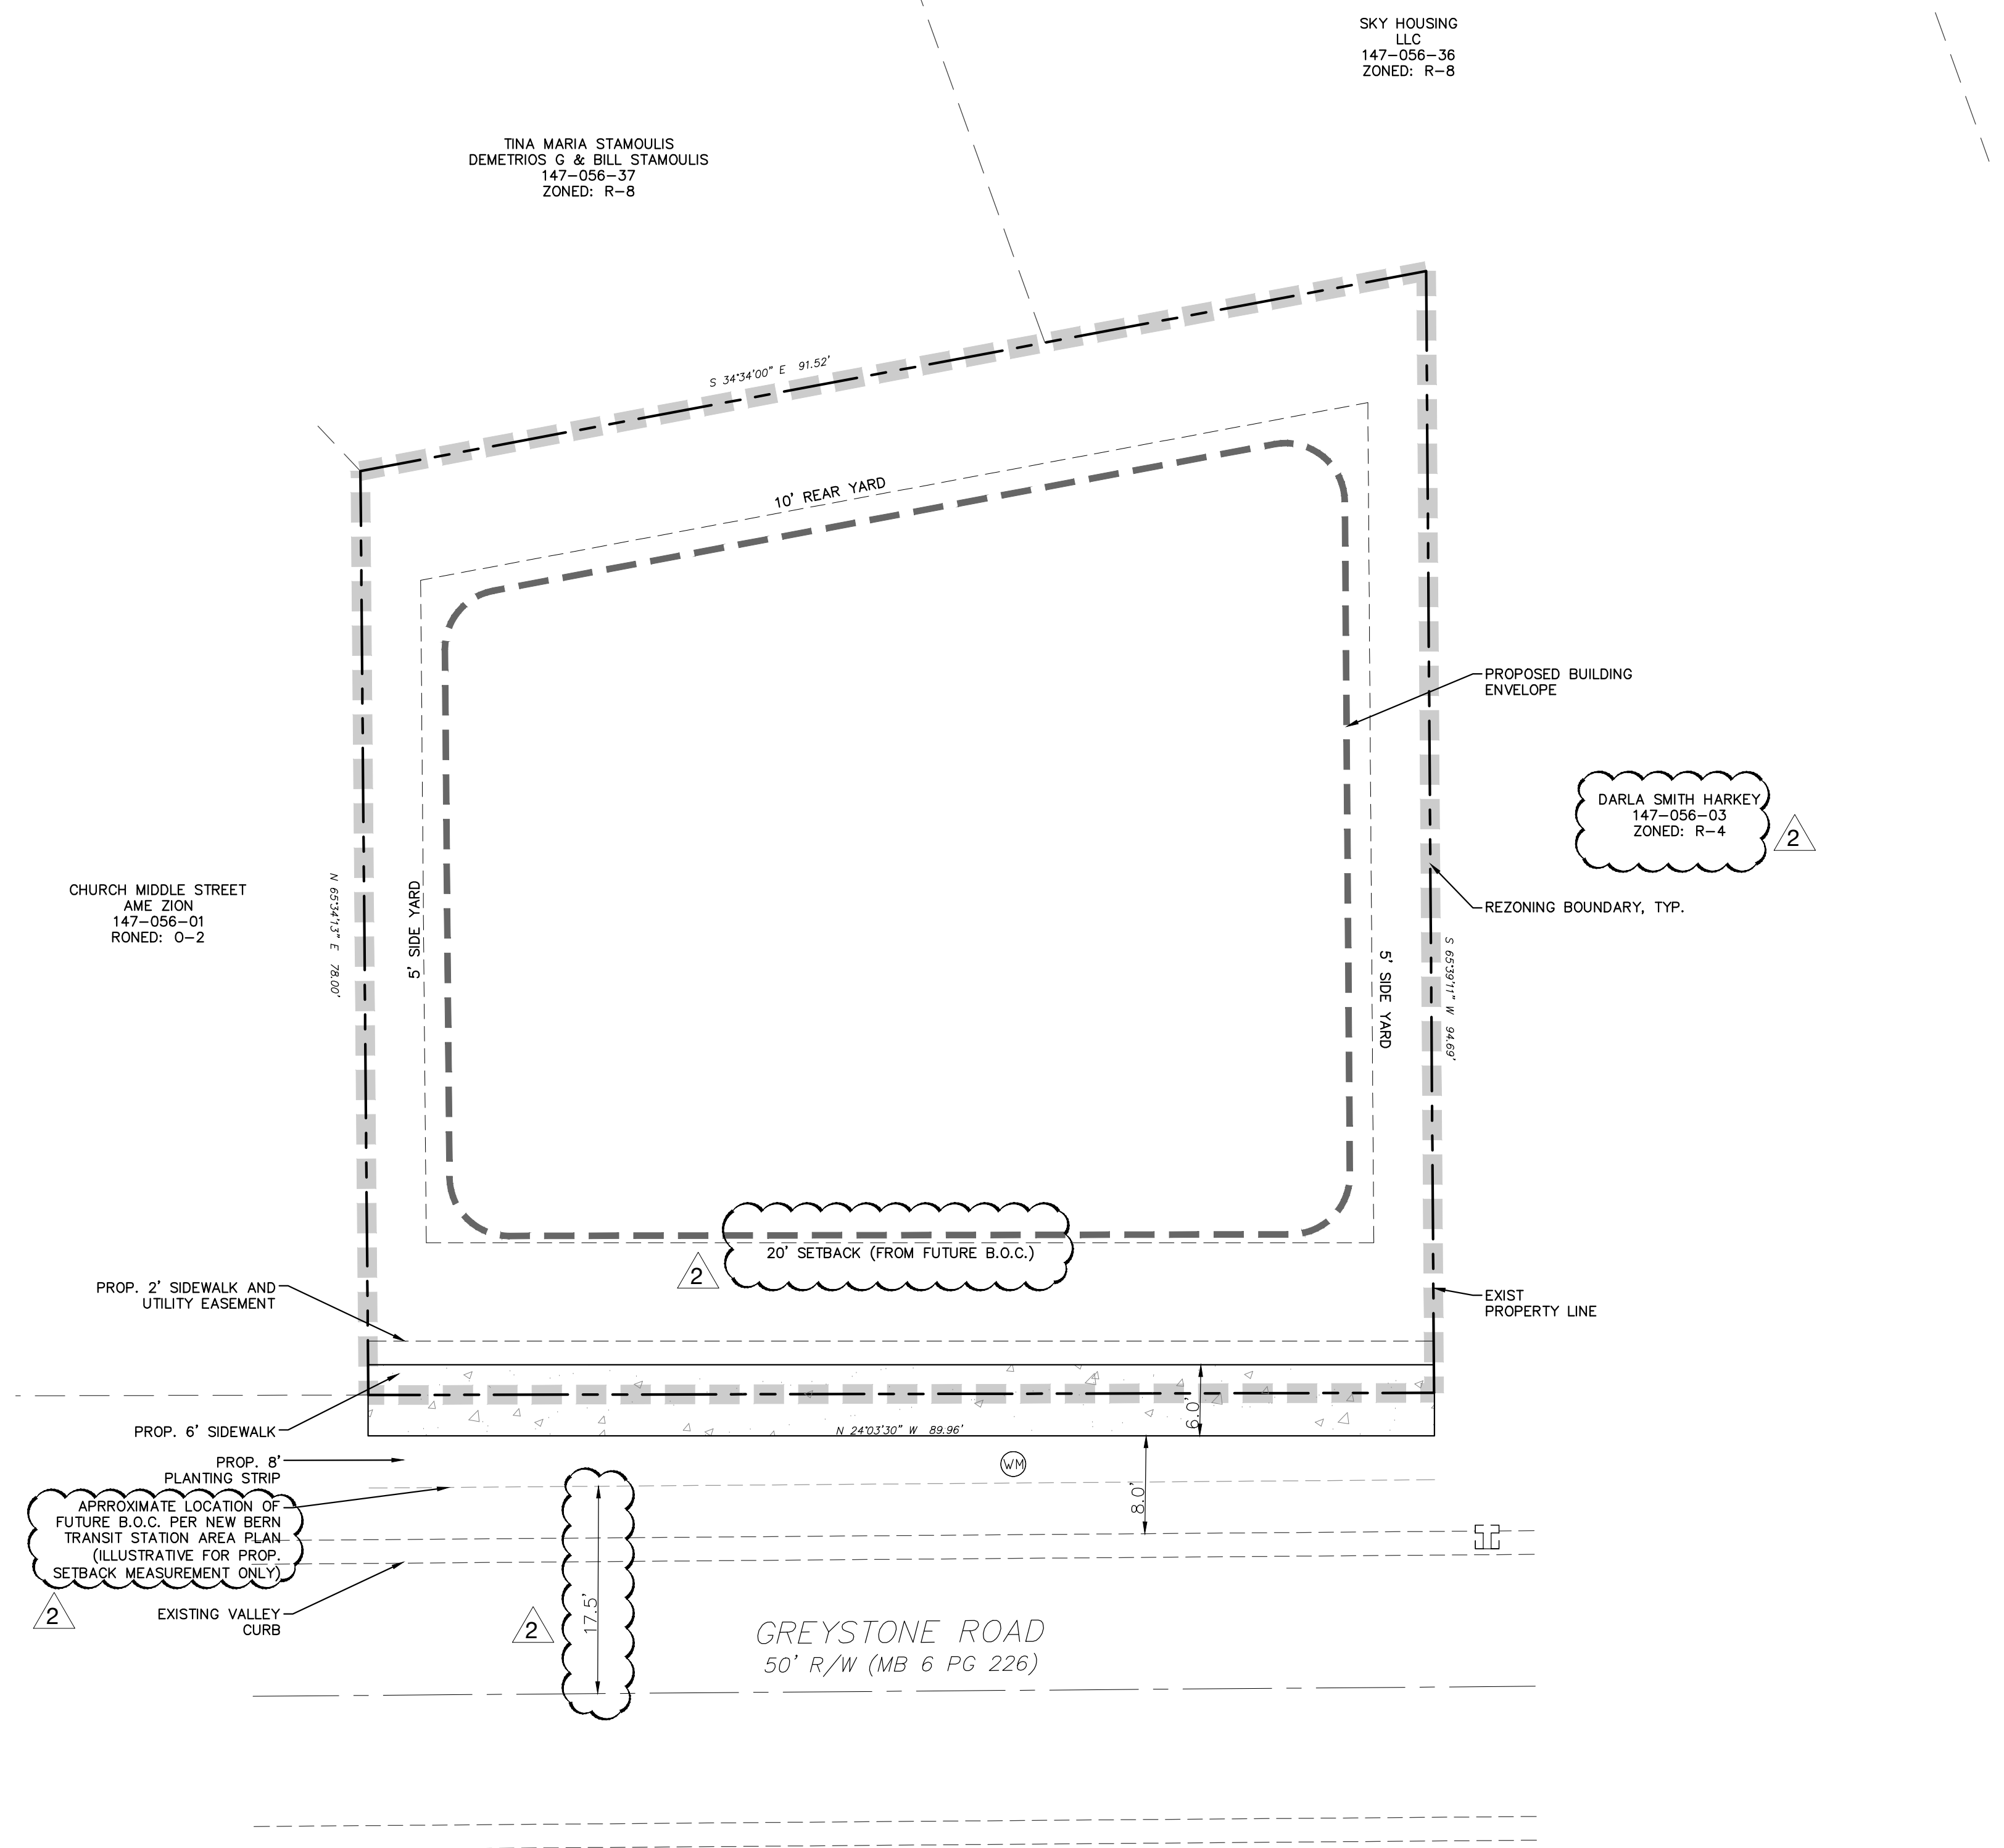 SKY HOUSING
LLC
147-056-36
ZONED: R-8
TINA MARIA STAMOULIS
DEMETRIOS G & BILL STAMOULIS
147-056-37
ZONED: R-8
S 34°34'00" E 91.52'
10' REAR YARD
PROPOSED BUILDING
ENVELOPE
DARLA SMITH HARKEY
147-056-03
ZONED: R-4
2
CHURCH MIDDLE STREET
AME ZION
147-056-01
RONED: O-2
N 65°34'13" E 78.00'
5' SIDE YARD
REZONING BOUNDARY, TYP.
S 65°39'11" W 94.69'
5' SIDE YARD
20' SETBACK (FROM FUTURE B.O.C.)
2
PROP. 2' SIDEWALK AND
UTILITY EASEMENT
EXIST
PROPERTY LINE
PROP. 6' SIDEWALK
6.0'
N 24°03'30" W 89.96'
PROP. 8'
PLANTING STRIP
WM
8.0'
APRROXIMATE LOCATION OF
FUTURE B.O.C. PER NEW BERN
TRANSIT STATION AREA PLAN
(ILLUSTRATIVE FOR PROP.
SETBACK MEASUREMENT ONLY)
2
EXISTING VALLEY
CURB
2
17.5'
GREYSTONE ROAD
50' R/W (MB 6 PG 226)